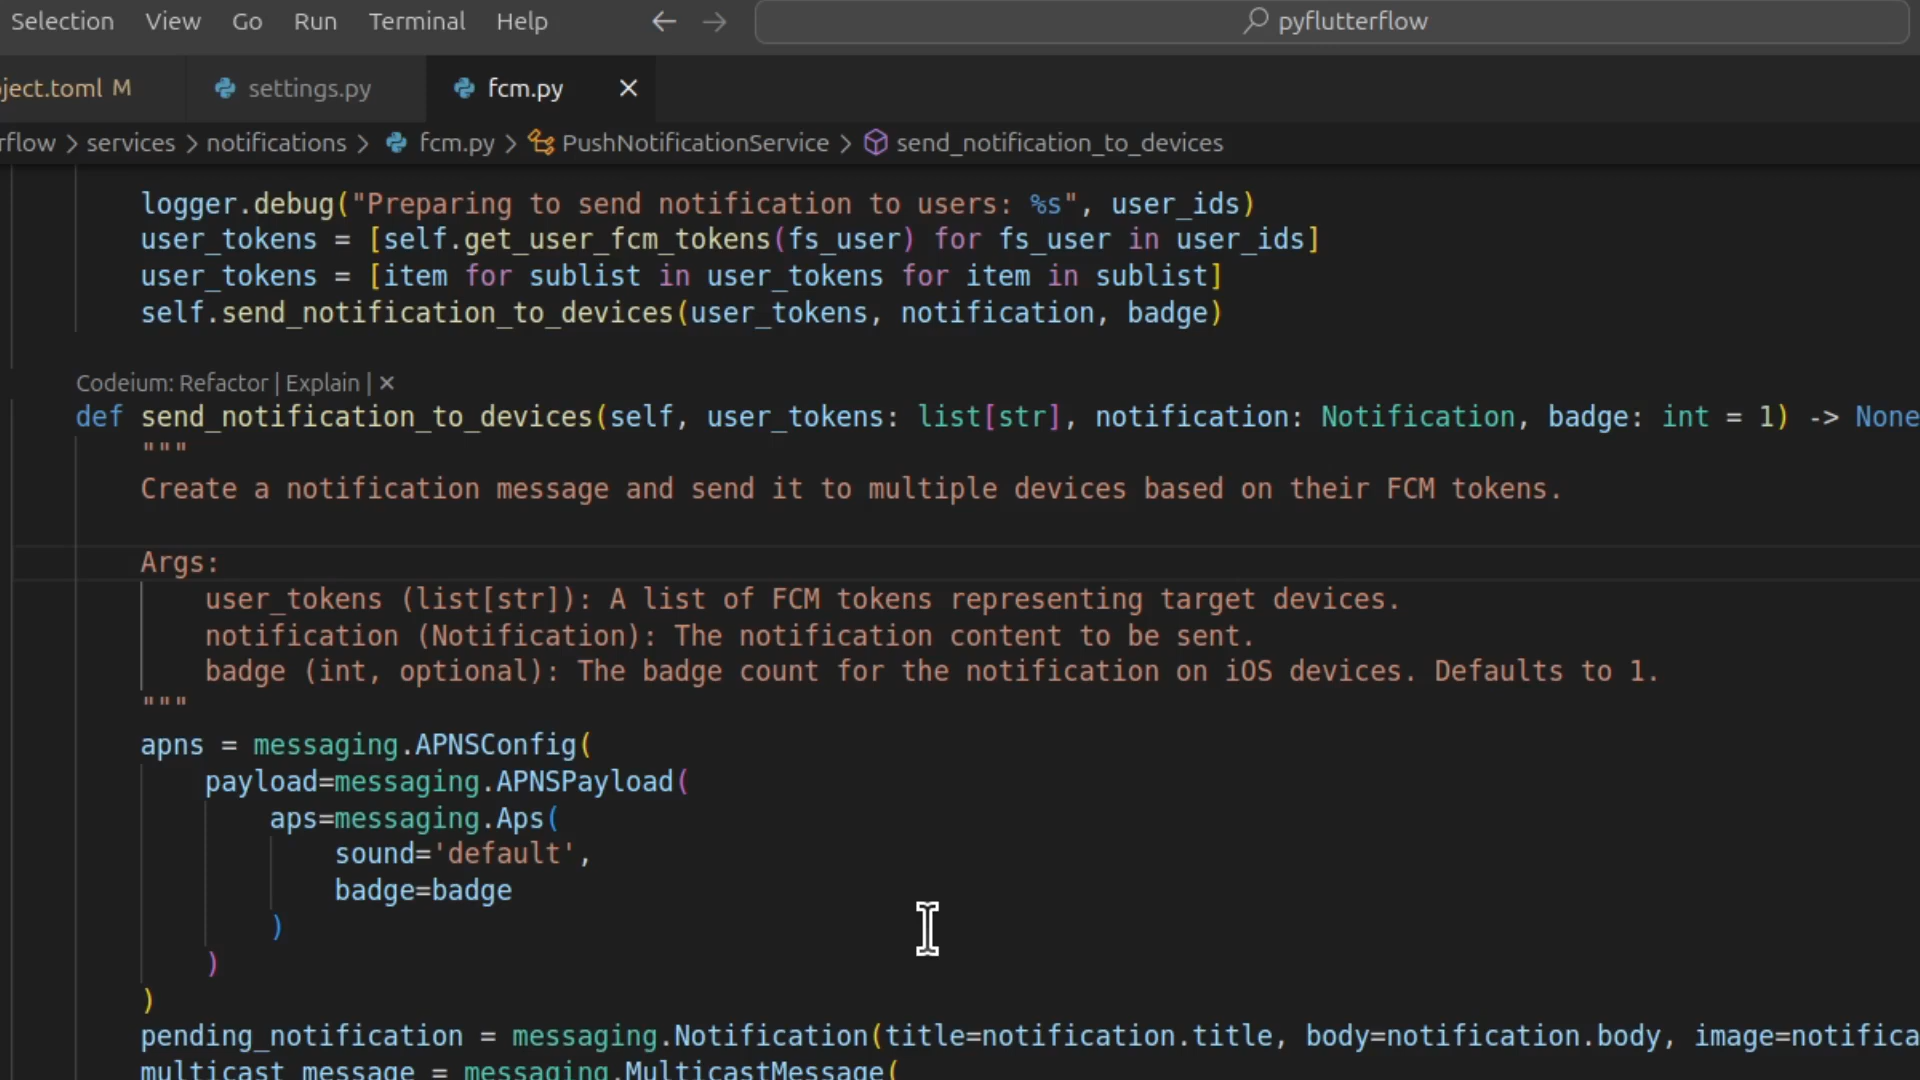 Selection View Go Run Terminal Help pyflutterflow
ject.toml M settings.py fcm.py
rflow > services > notifications > fcm.py > PushNotificationService > send_notification_to_devices
logger.debug("Preparing to send notification to users: %s", user_ids)
user_tokens = [self.get_user_fcm_tokens(fs_user) for fs_user in user_ids]
user_tokens = [item for sublist in user_tokens for item in sublist]
self.send_notification_to_devices(user_tokens, notification, badge)
Codeium: Refactor | Explain | ✕
def send_notification_to_devices(self, user_tokens: list[str], notification: Notification, badge: int = 1) -> None
"""
Create a notification message and send it to multiple devices based on their FCM tokens.
Args:
user_tokens (list[str]): A list of FCM tokens representing target devices.
notification (Notification): The notification content to be sent.
badge (int, optional): The badge count for the notification on iOS devices. Defaults to 1.
"""
apns = messaging.APNSConfig(
payload=messaging.APNSPayload(
aps=messaging.Aps(
sound='default',
badge=badge
)
)
)
pending_notification = messaging.Notification(title=notification.title, body=notification.body, image=notifica
multicast_message = messaging.MulticastMessage(